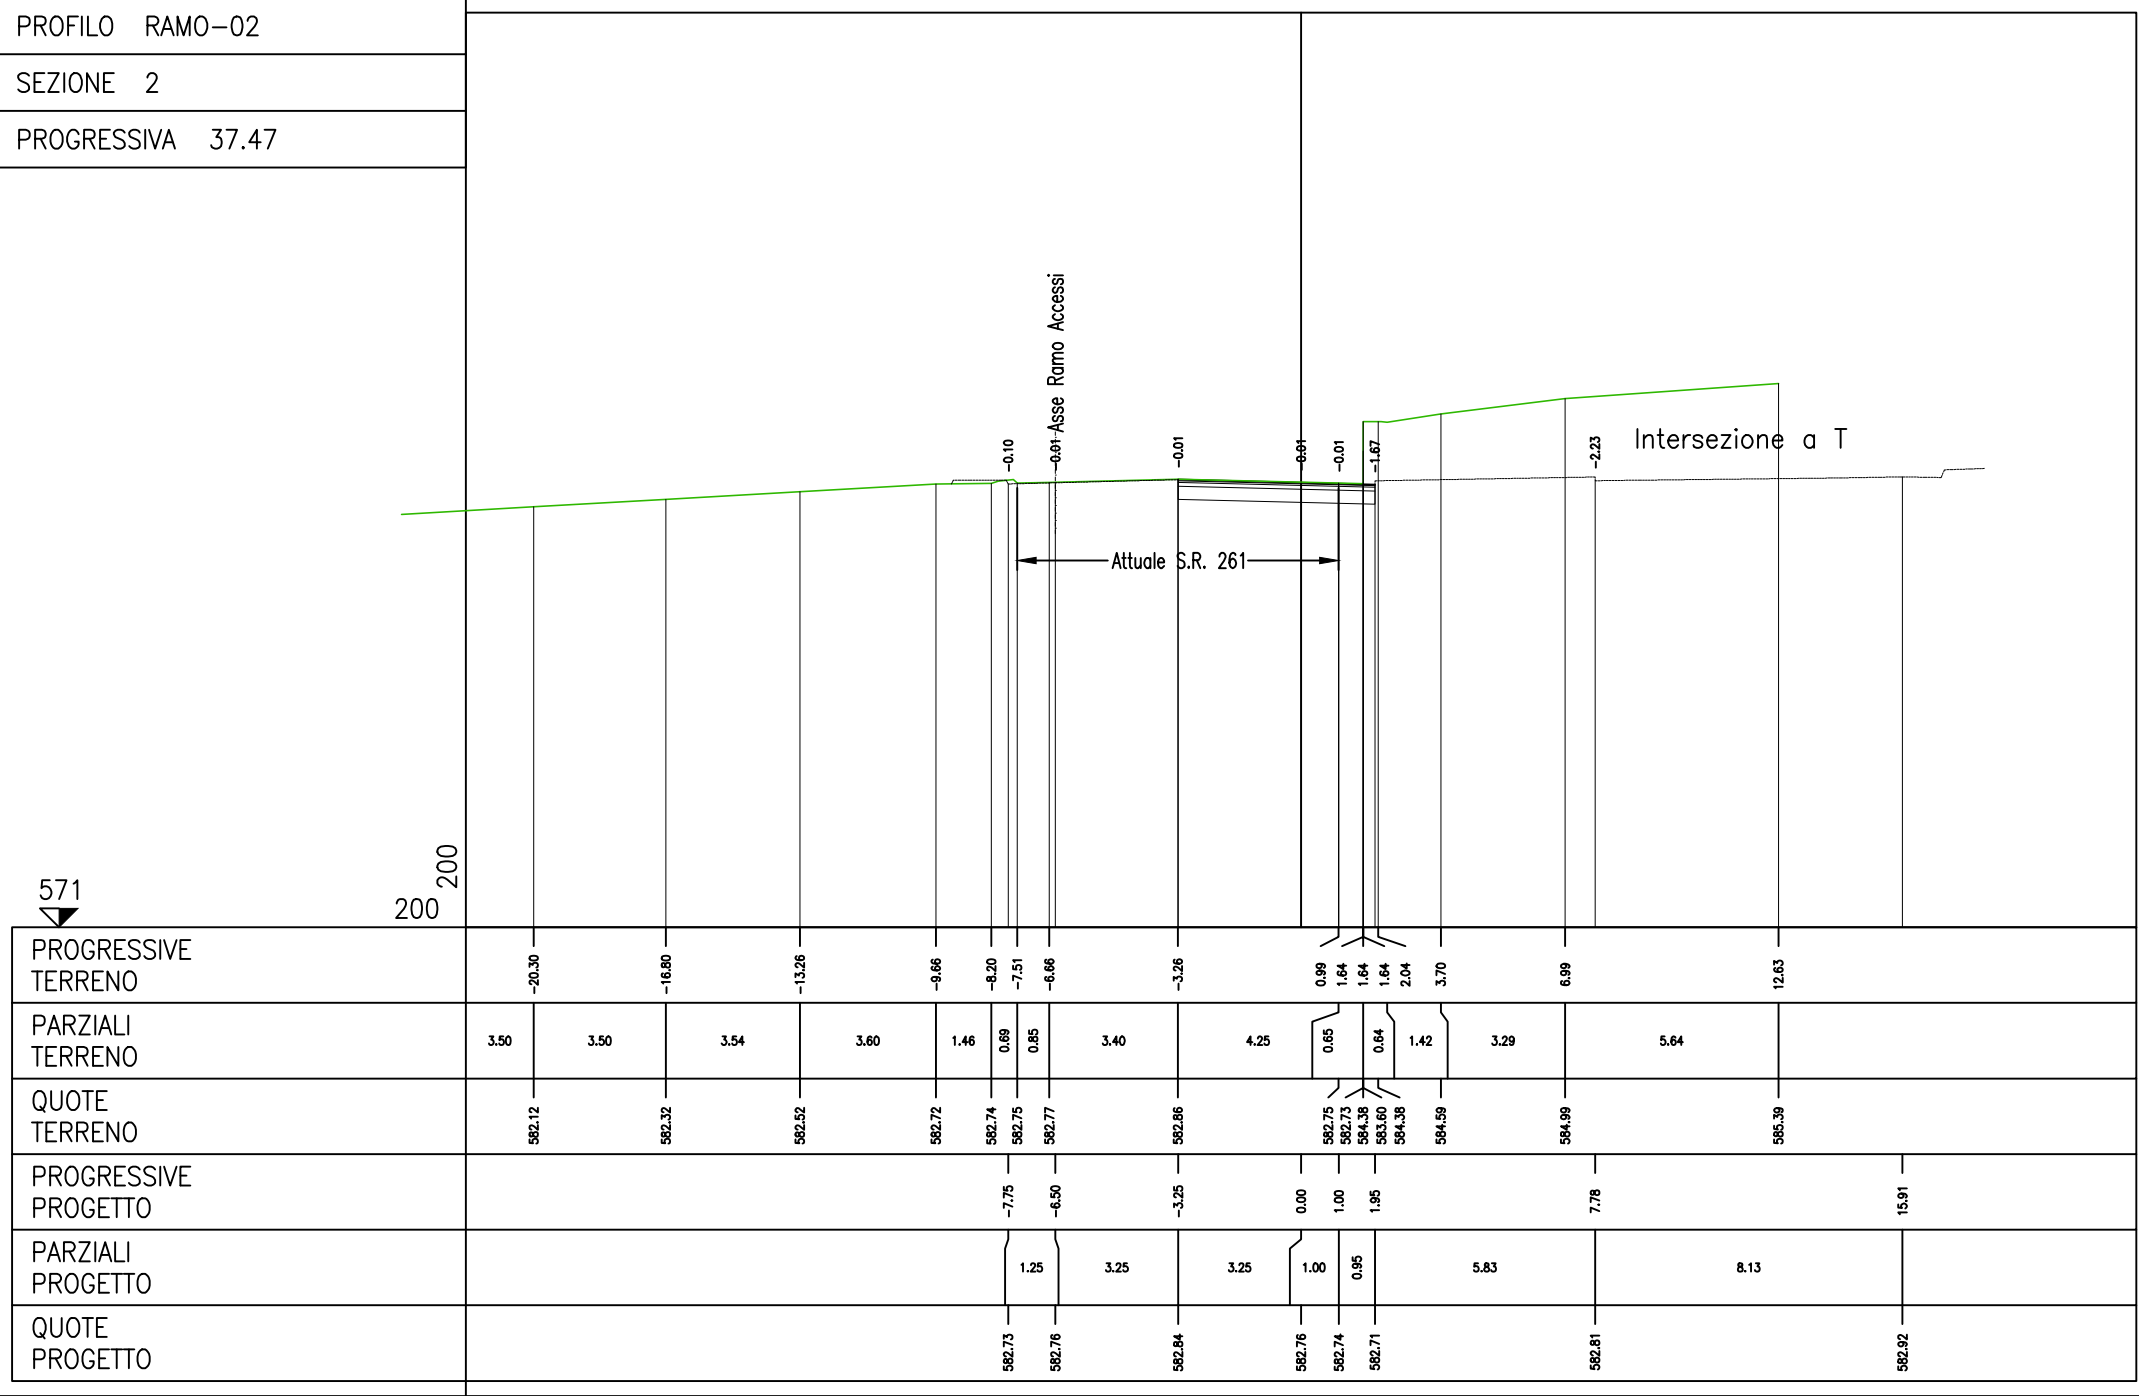 PROFILO RAMO-02
SEZIONE 2
PROGRESSIVA 37.47
Asse Ramo Accessi
-0.10
-0.01
-0.01
-0.01
-0.01
-1.67
-2.23
Intersezione a T
Attuale S.R. 261
571
200
200
PROGRESSIVE TERRENO
-20.30 -16.80 -13.26 -9.66 -8.20 -7.51 -6.66 -3.26 0.99 1.64 1.64 1.64 2.04 3.70 6.99 12.63
PARZIALI TERRENO
3.50 3.50 3.54 3.60 1.46 0.69 0.85 3.40 4.25 0.65 0.64 1.42 3.29 5.64
QUOTE TERRENO
582.12 582.32 582.52 582.72 582.74 582.75 582.77 582.86 582.75 582.73 584.38 583.60 584.38 584.59 584.99 585.39
PROGRESSIVE PROGETTO
-7.75 -6.50 -3.25 0.00 1.00 1.95 7.78 15.91
PARZIALI PROGETTO
1.25 3.25 3.25 1.00 0.95 5.83 8.13
QUOTE PROGETTO
582.73 582.76 582.84 582.76 582.74 582.71 582.81 582.92